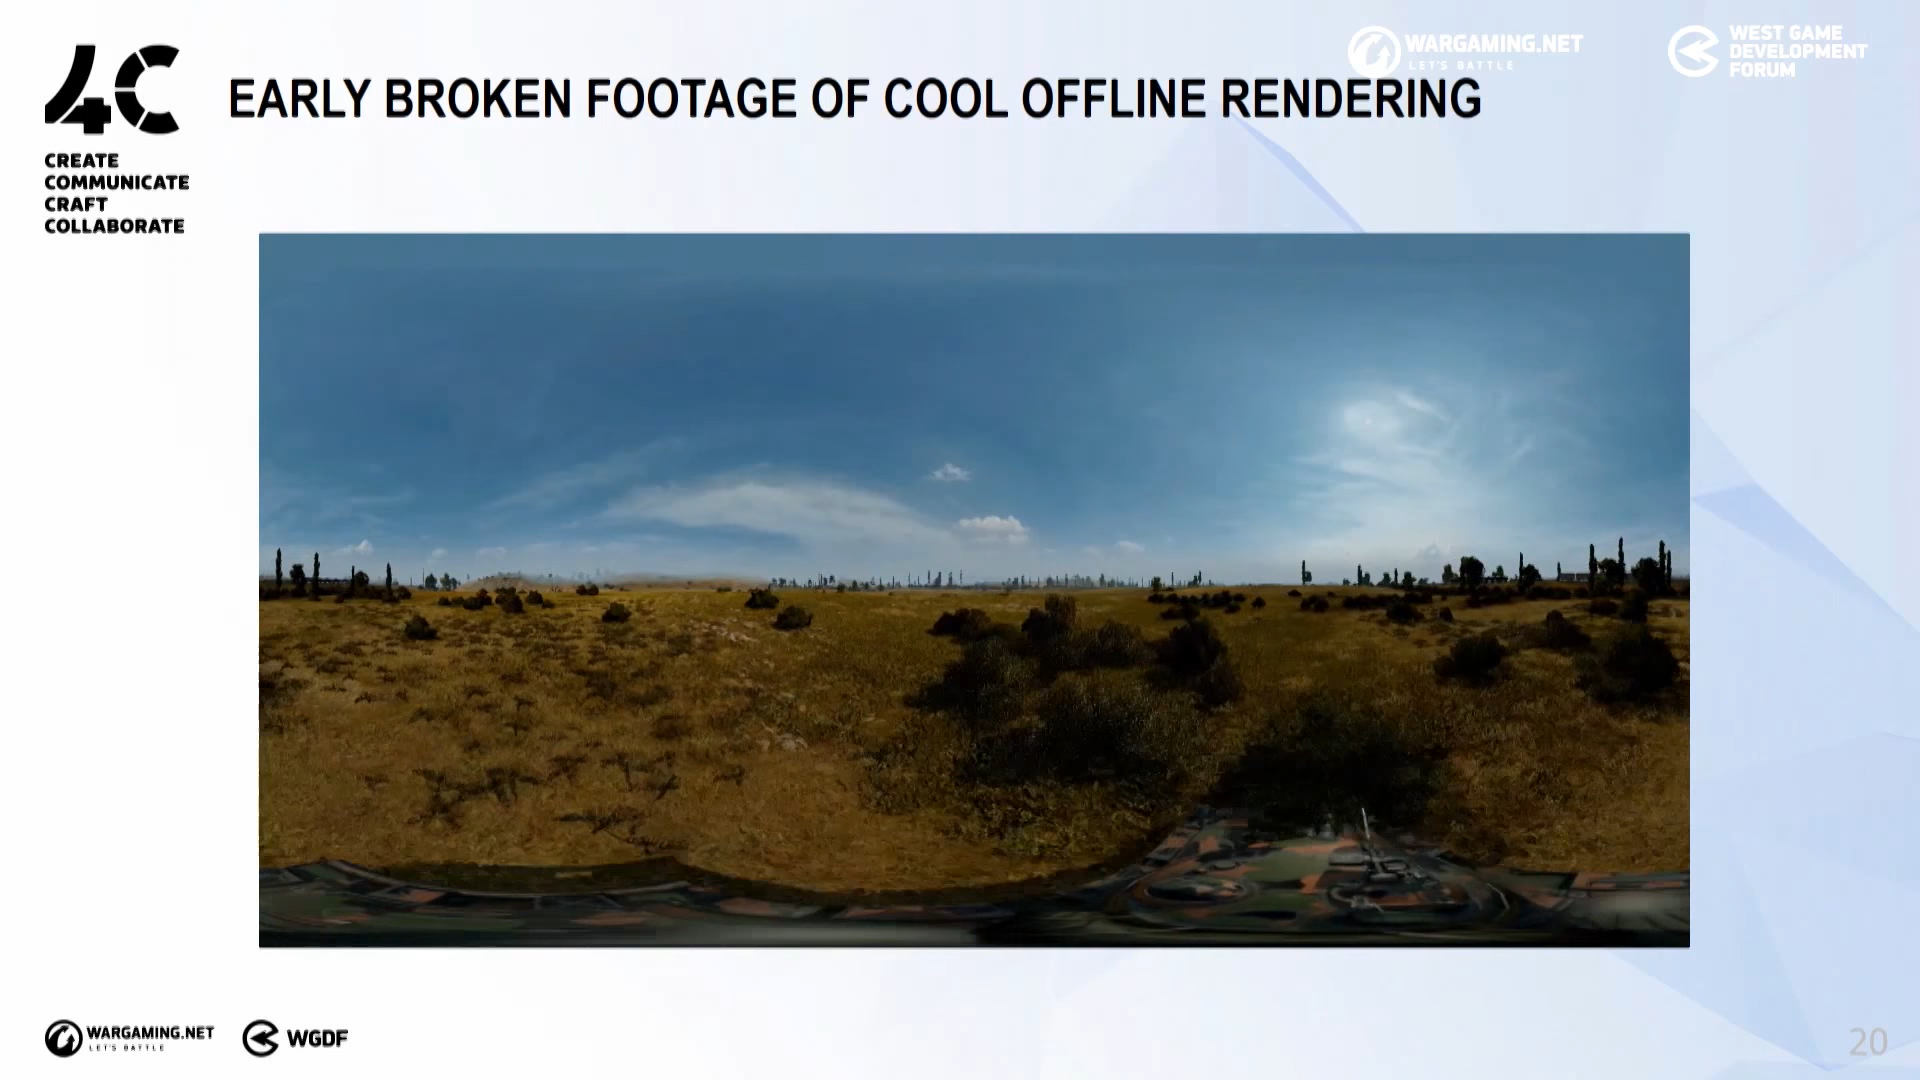 4C
CREATE
COMMUNICATE
CRAFT
COLLABORATE
WARGAMING.NET
LET'S BATTLE
WEST GAME
DEVELOPMENT
FORUM
EARLY BROKEN FOOTAGE OF COOL OFFLINE RENDERING
WARGAMING.NET
LET'S BATTLE
WGDF
20